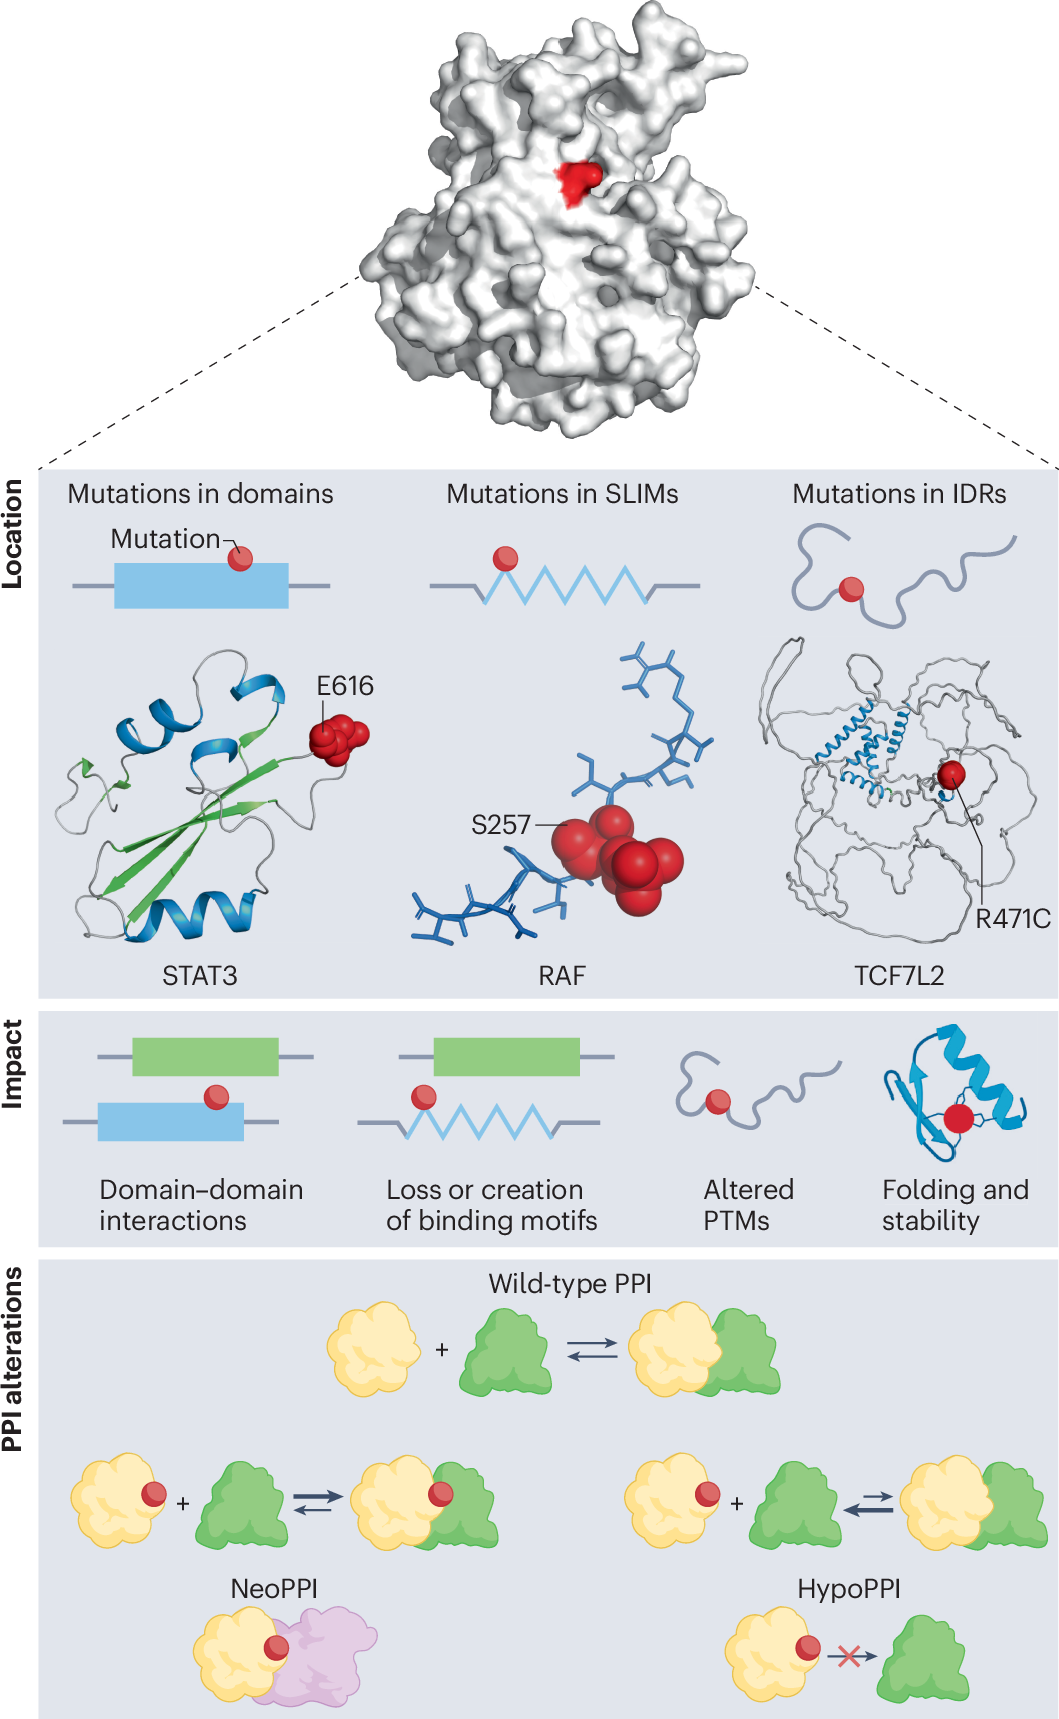 Location
Mutations in domains
Mutations in SLIMs
Mutations in IDRs
Mutation
E616
S257
R471C
STAT3
RAF
TCF7L2
Impact
Domain–domain
interactions
Loss or creation
of binding motifs
Altered
PTMs
Folding and
stability
PPI alterations
Wild-type PPI
+
+
+
NeoPPI
HypoPPI